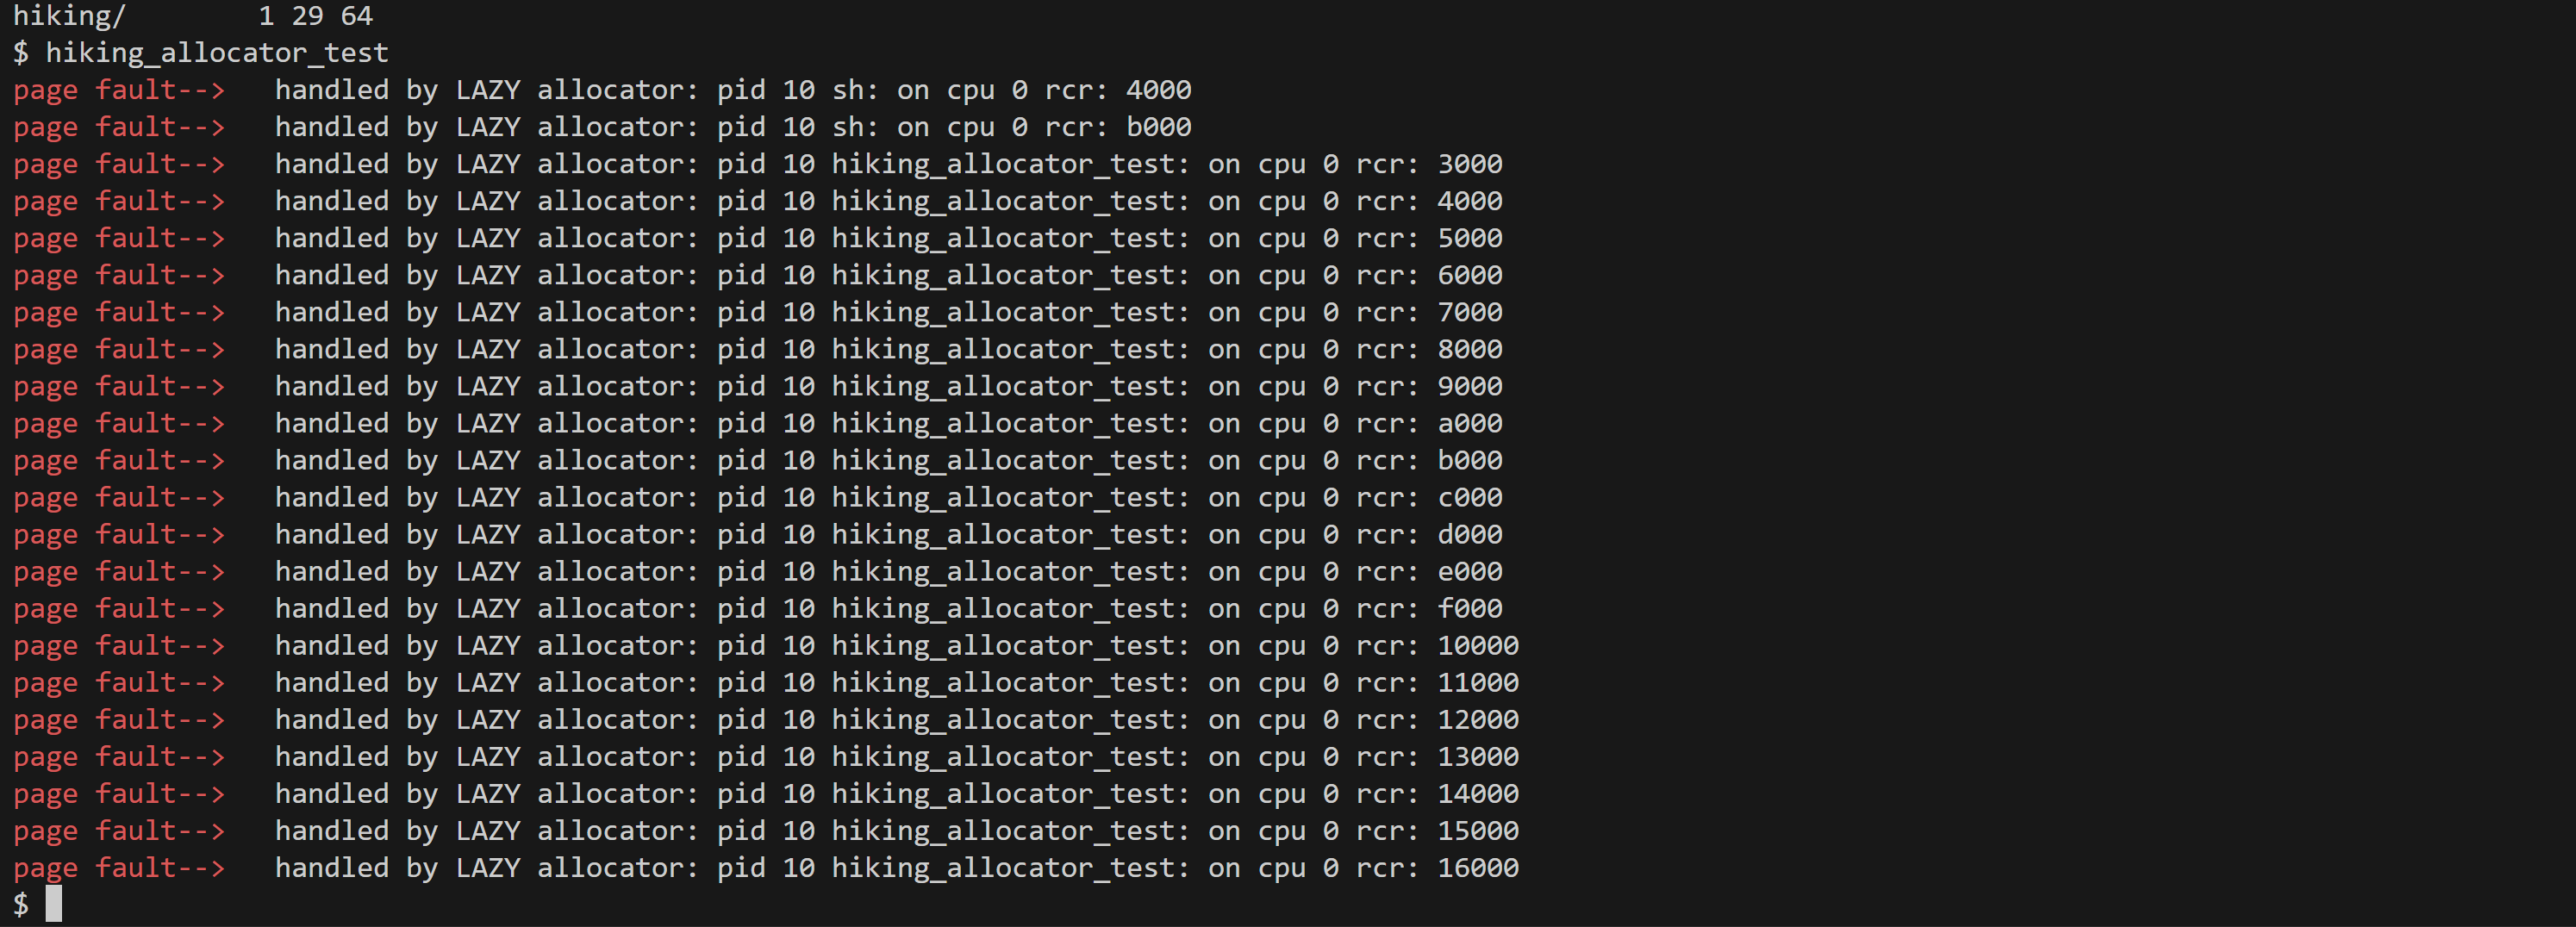 hiking/        1 29 64
$ hiking_allocator_test
page fault-->   handled by LAZY allocator: pid 10 sh: on cpu 0 rcr: 4000
page fault-->   handled by LAZY allocator: pid 10 sh: on cpu 0 rcr: b000
page fault-->   handled by LAZY allocator: pid 10 hiking_allocator_test: on cpu 0 rcr: 3000
page fault-->   handled by LAZY allocator: pid 10 hiking_allocator_test: on cpu 0 rcr: 4000
page fault-->   handled by LAZY allocator: pid 10 hiking_allocator_test: on cpu 0 rcr: 5000
page fault-->   handled by LAZY allocator: pid 10 hiking_allocator_test: on cpu 0 rcr: 6000
page fault-->   handled by LAZY allocator: pid 10 hiking_allocator_test: on cpu 0 rcr: 7000
page fault-->   handled by LAZY allocator: pid 10 hiking_allocator_test: on cpu 0 rcr: 8000
page fault-->   handled by LAZY allocator: pid 10 hiking_allocator_test: on cpu 0 rcr: 9000
page fault-->   handled by LAZY allocator: pid 10 hiking_allocator_test: on cpu 0 rcr: a000
page fault-->   handled by LAZY allocator: pid 10 hiking_allocator_test: on cpu 0 rcr: b000
page fault-->   handled by LAZY allocator: pid 10 hiking_allocator_test: on cpu 0 rcr: c000
page fault-->   handled by LAZY allocator: pid 10 hiking_allocator_test: on cpu 0 rcr: d000
page fault-->   handled by LAZY allocator: pid 10 hiking_allocator_test: on cpu 0 rcr: e000
page fault-->   handled by LAZY allocator: pid 10 hiking_allocator_test: on cpu 0 rcr: f000
page fault-->   handled by LAZY allocator: pid 10 hiking_allocator_test: on cpu 0 rcr: 10000
page fault-->   handled by LAZY allocator: pid 10 hiking_allocator_test: on cpu 0 rcr: 11000
page fault-->   handled by LAZY allocator: pid 10 hiking_allocator_test: on cpu 0 rcr: 12000
page fault-->   handled by LAZY allocator: pid 10 hiking_allocator_test: on cpu 0 rcr: 13000
page fault-->   handled by LAZY allocator: pid 10 hiking_allocator_test: on cpu 0 rcr: 14000
page fault-->   handled by LAZY allocator: pid 10 hiking_allocator_test: on cpu 0 rcr: 15000
page fault-->   handled by LAZY allocator: pid 10 hiking_allocator_test: on cpu 0 rcr: 16000
$